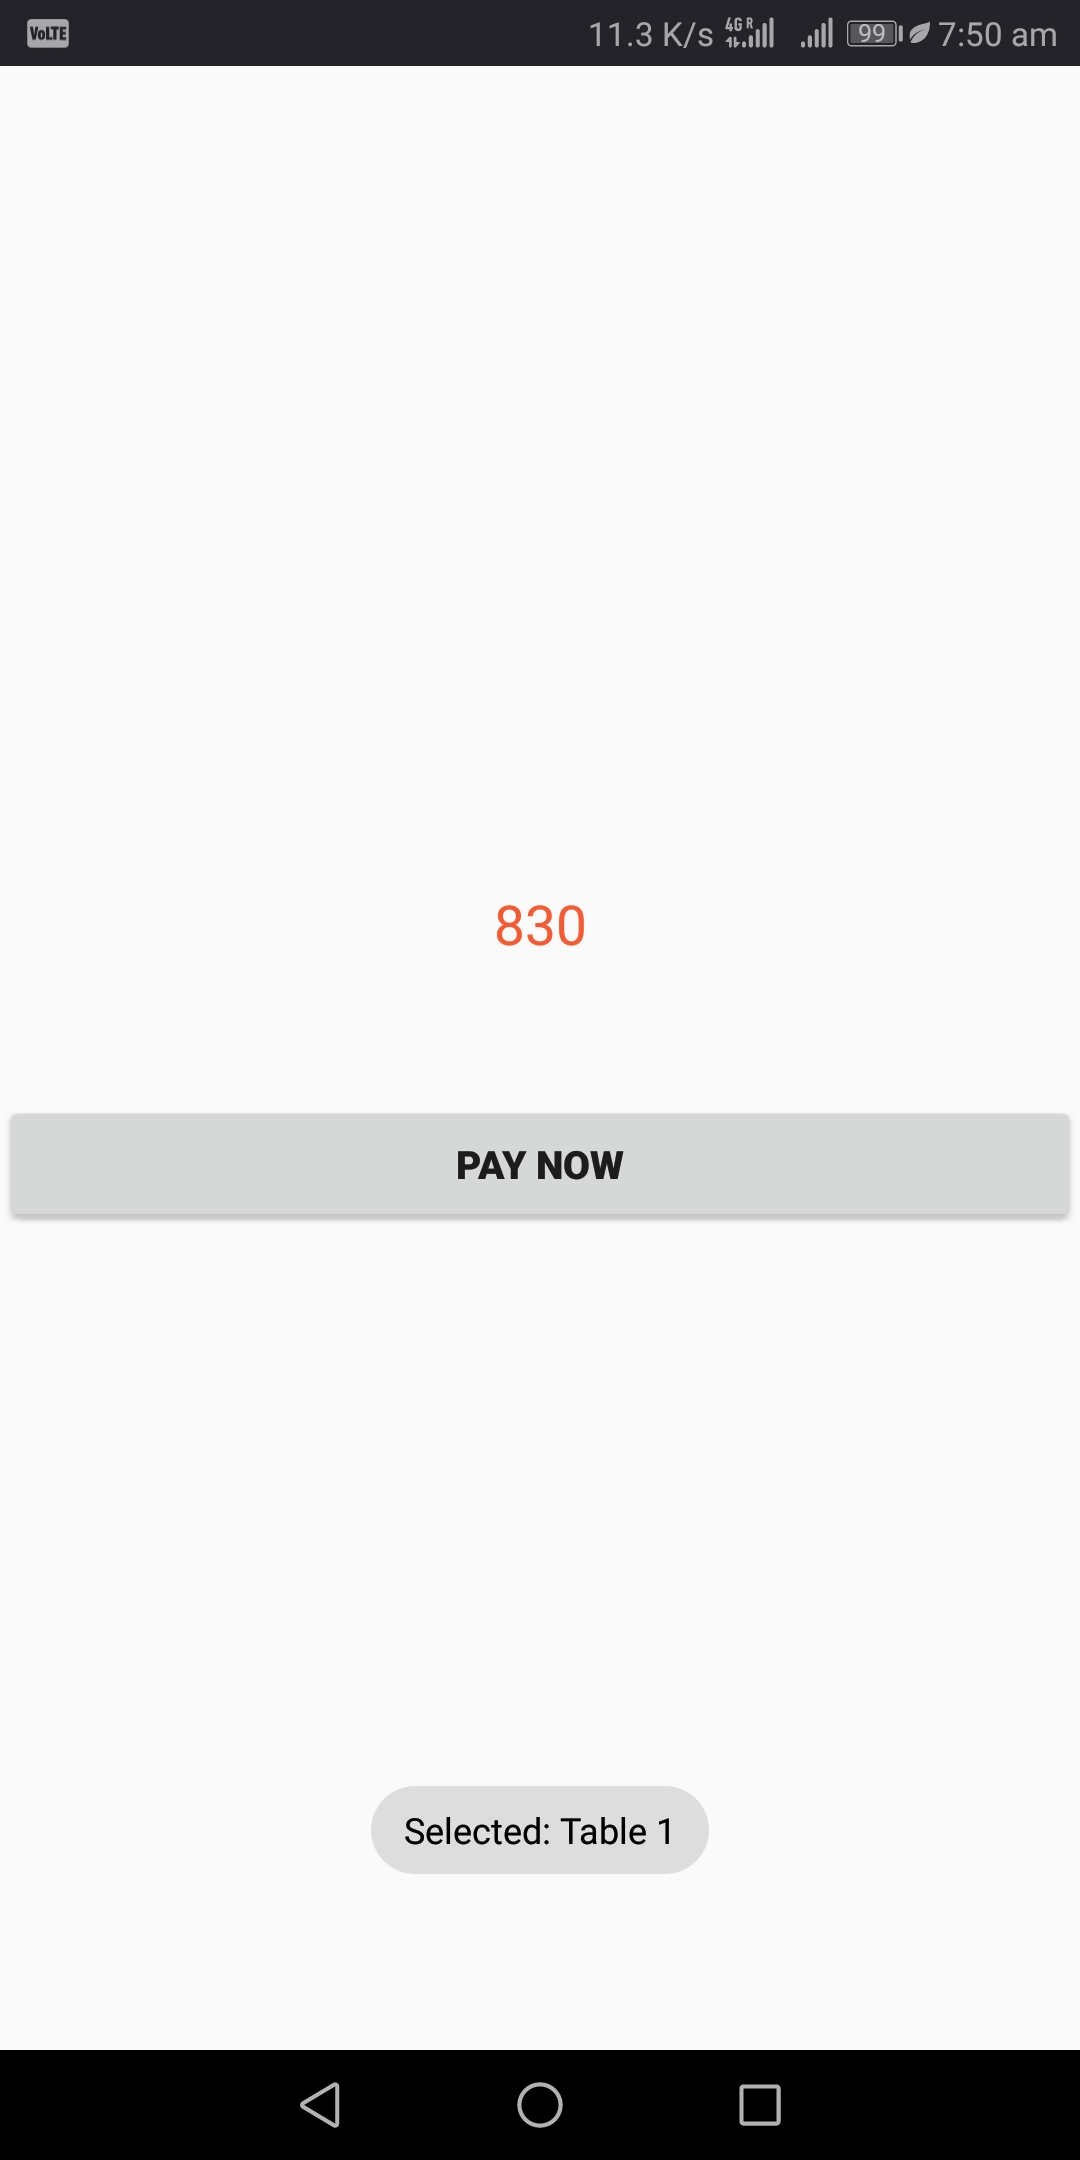 VoLTE 11.3 K/s 4G R 99 7:50 am
830
PAY NOW
Selected: Table 1